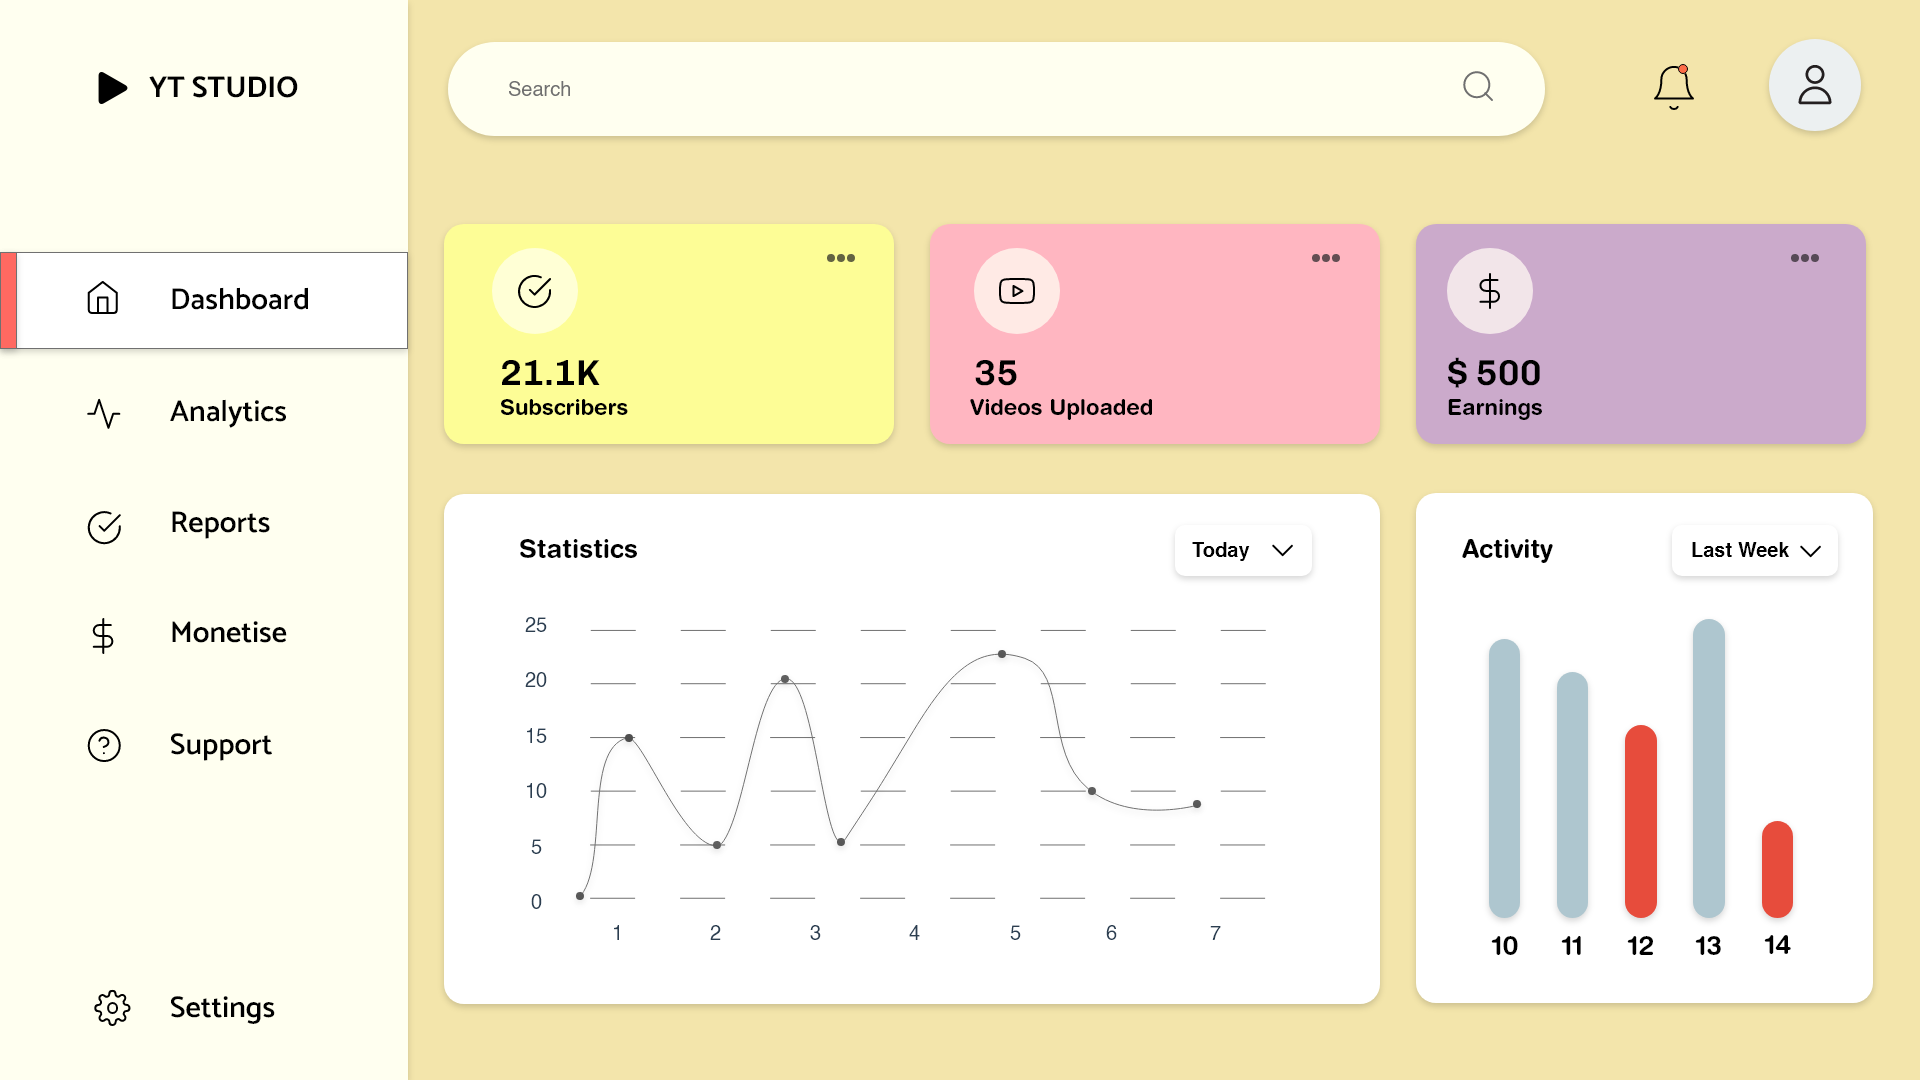 YT STUDIO
Search
Dashboard
Analytics
Reports
Monetise
Support
Settings
21.1K
Subscribers
35
Videos Uploaded
$ 500
Earnings
Statistics
Today
25
20
15
10
5
0
1 2 3 4 5 6 7
Activity
Last Week
10 11 12 13 14